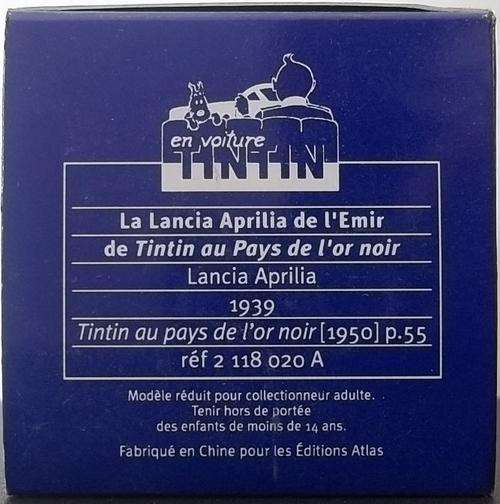 en voiture
TINTIN
La Lancia Aprilia de l'Emir
de Tintin au Pays de l'or noir
Lancia Aprilia
1939
Tintin au pays de l'or noir [1950] p.55
réf 2 118 020 A
Modèle réduit pour collectionneur adulte.
Tenir hors de portée
des enfants de moins de 14 ans.
Fabriqué en Chine pour les Éditions Atlas